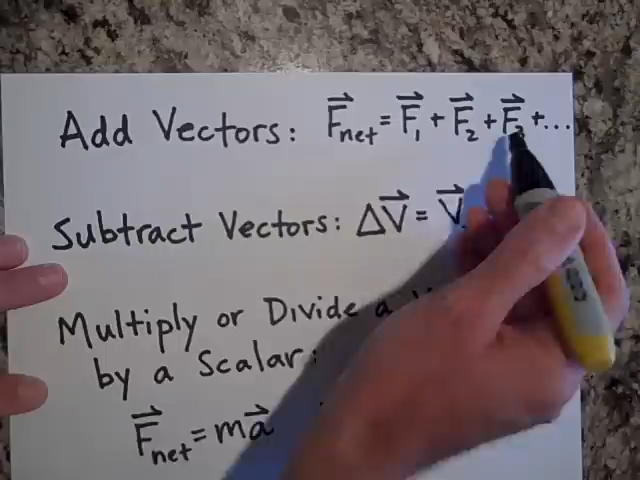 Add Vectors: F⃗net = F⃗₁ + F⃗₂ + F⃗₃ + ...
Subtract Vectors: ΔV⃗ = V⃗
Multiply or Divide a
by a Scalar:
F⃗net = ma⃗